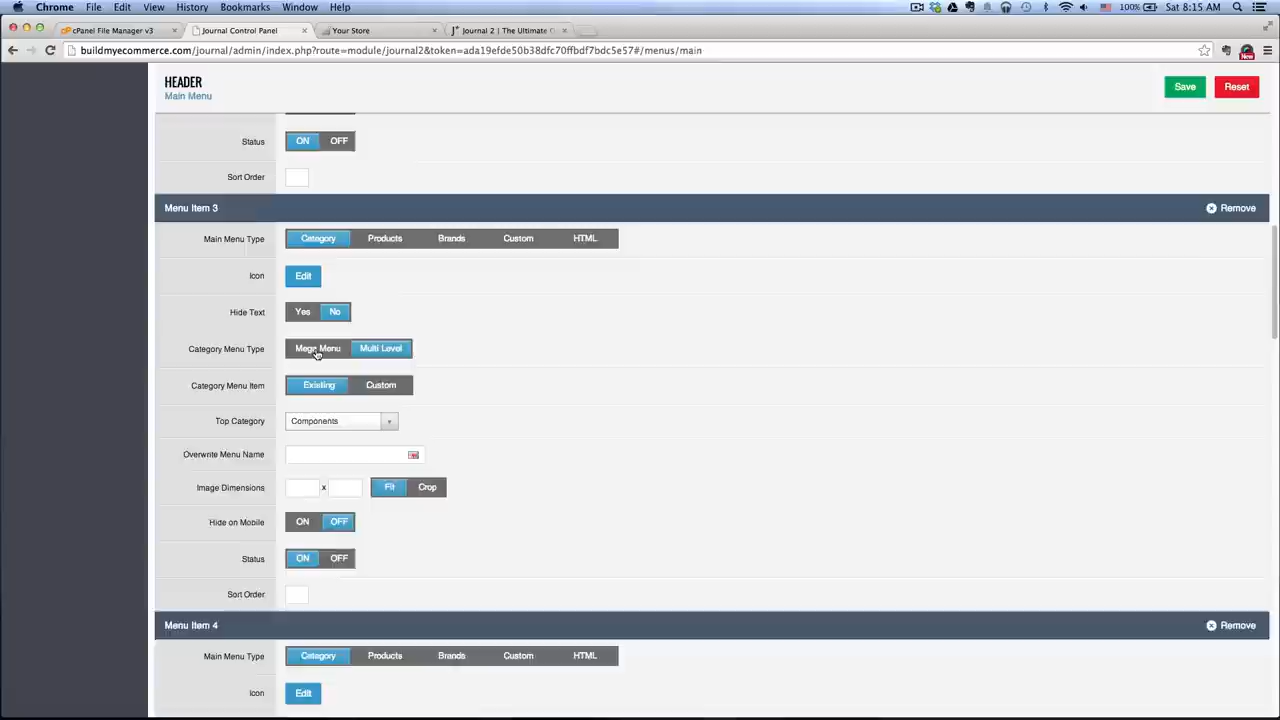 Chrome File Edit View History Bookmarks Window Help 100% Sat 8:15 AM
cPanel File Manager v3 Journal Control Panel Your Store Journal 2 | The Ultimate
buildmyecommerce.com/journal/admin/index.php?route=module/journal2&token=ada19efde50b38dfc70ffbdf7bdc5e57#/menus/main
New
HEADER
Main Menu
Save Reset
Status ON OFF
Sort Order
Menu Item 3 Remove
Main Menu Type Category Products Brands Custom HTML
Icon Edit
Hide Text Yes No
Category Menu Type Mega Menu Multi Level
Category Menu Item Existing Custom
Top Category Components
Overwrite Menu Name
Image Dimensions x Fit Crop
Hide on Mobile ON OFF
Status ON OFF
Sort Order
Menu Item 4 Remove
Main Menu Type Category Products Brands Custom HTML
Icon Edit